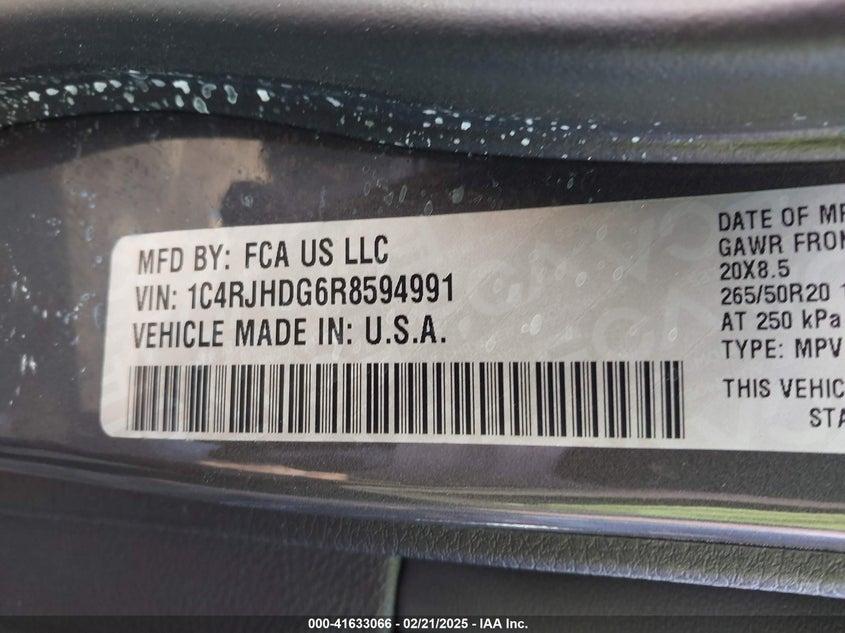 MFD BY: FCA US LLC
VIN: 1C4RJHDG6R8594991
VEHICLE MADE IN: U.S.A.
DATE OF
GAWR
20X8.5
265/50R20
AT 250 kPa
TYPE: MPV
THIS
000-41633066 - 02/21/2025 - IAA Inc.